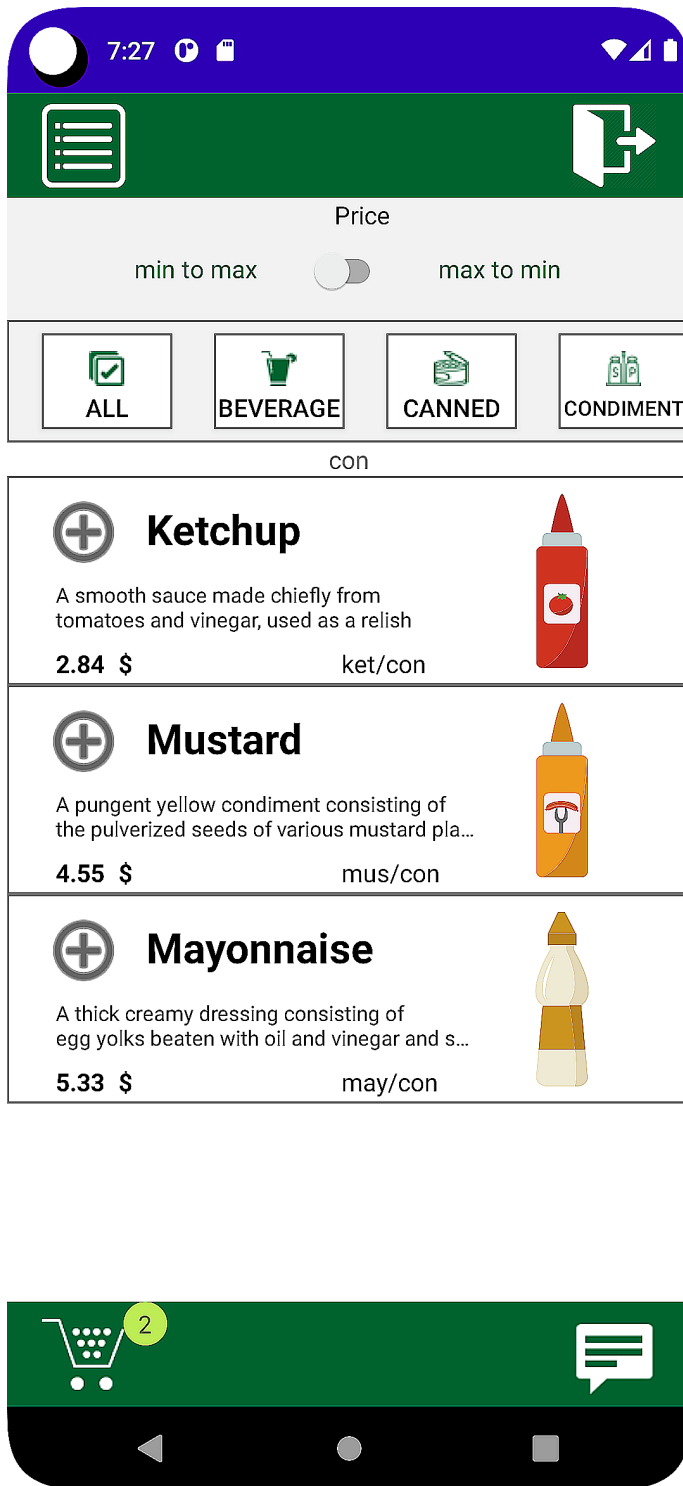 7:27
Price
min to max max to min
ALL BEVERAGE CANNED CONDIMENT
con
Ketchup
A smooth sauce made chiefly from
tomatoes and vinegar, used as a relish
2.84 $ ket/con
Mustard
A pungent yellow condiment consisting of
the pulverized seeds of various mustard pla…
4.55 $ mus/con
Mayonnaise
A thick creamy dressing consisting of
egg yolks beaten with oil and vinegar and s…
5.33 $ may/con
2